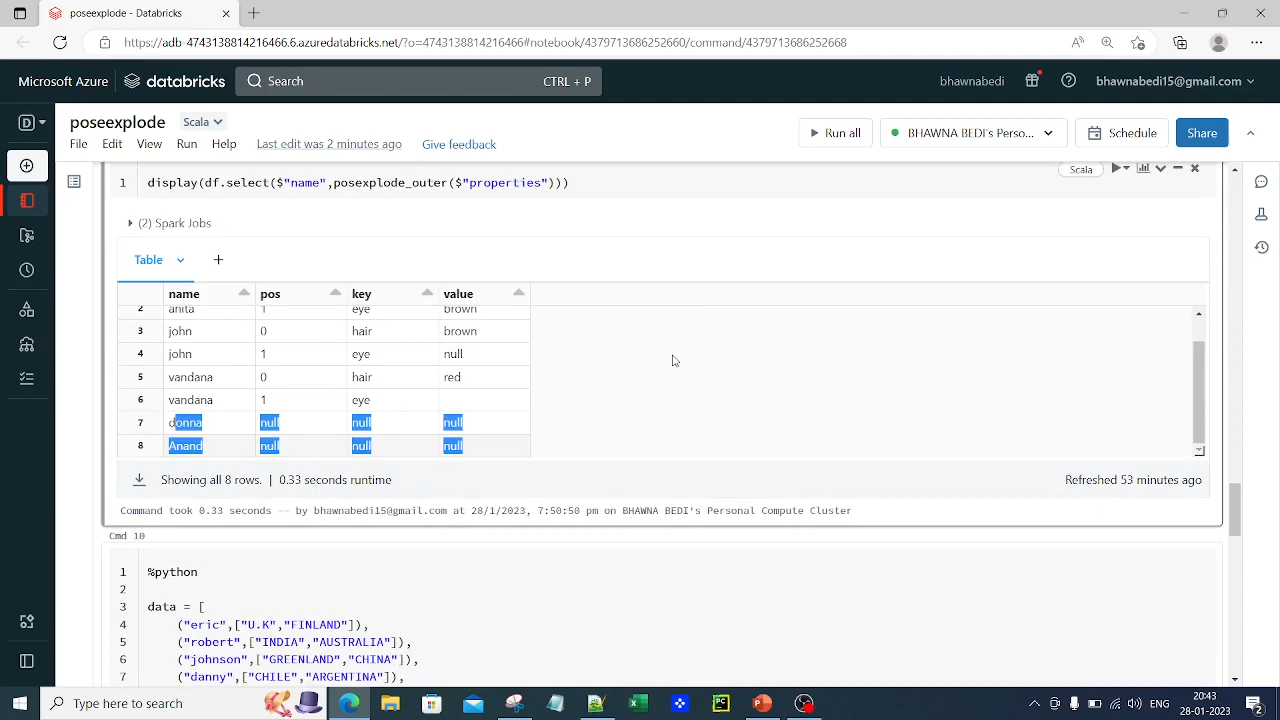 poseexplode - Databricks
https://adb-4743138814216466.6.azuredatabricks.net/?o=4743138814216466#notebook/4379713686252660/command/4379713686252668
Microsoft Azure databricks Search CTRL + P bhawnabedi bhawnabedi15@gmail.com
D
poseexplode Scala
File Edit View Run Help Last edit was 2 minutes ago Give feedback
Run all BHAWNA BEDI's Perso... Schedule Share
Scala
1 display(df.select($"name",posexplode_outer($"properties")))
(2) Spark Jobs
Table +
name pos key value
2 anita 1 eye brown
3 john 0 hair brown
4 john 1 eye null
5 vandana 0 hair red
6 vandana 1 eye
7 donna null null null
8 Anand null null null
Showing all 8 rows. | 0.33 seconds runtime Refreshed 53 minutes ago
Command took 0.33 seconds -- by bhawnabedi15@gmail.com at 28/1/2023, 7:50:50 pm on BHAWNA BEDI's Personal Compute Cluster
Cmd 10
1 %python
2
3 data = [
4 ("eric",["U.K","FINLAND"]),
5 ("robert",["INDIA","AUSTRALIA"]),
6 ("johnson",["GREENLAND","CHINA"]),
7 ("danny",["CHILE","ARGENTINA"]),
Type here to search
PC
ENG
20:43
28-01-2023
2